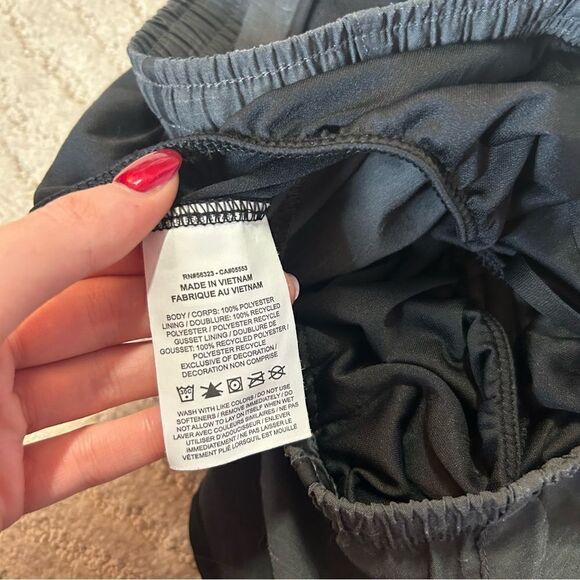 RN#56323 - CA#05553
MADE IN VIETNAM
FABRIQUE AU VIETNAM
BODY / CORPS: 100% POLYESTER
LINING / DOUBLURE: 100% RECYCLED
POLYESTER / POLYESTER RECYCLE
GUSSET LINING / DOUBLURE DE
GOUSSET: 100% RECYCLED POLYESTER /
POLYESTER RECYCLE
EXCLUSIVE OF DECORATION /
DECORATION NON COMPRISE
WASH WITH LIKE COLORS / DO NOT USE
SOFTENERS / REMOVE IMMEDIATELY / DO
NOT ALLOW TO LAY ON ITSELF WHEN WET
LAVER AVEC COULEURS SIMILAIRES / NE PAS
UTILISER D'ADOUCISSEUR / ENLEVER
IMMÉDIATEMENT / NE PAS LAISSER LE
VÊTEMENT PLIÉ LORSQU'IL EST MOUILLÉ